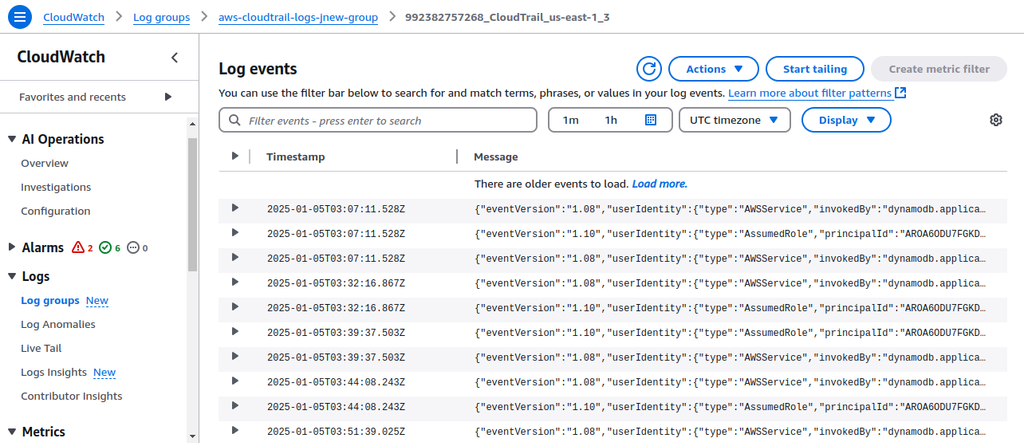 CloudWatch > Log groups > aws-cloudtrail-logs-jnew-group > 992382757268_CloudTrail_us-east-1_3
CloudWatch
Favorites and recents
AI Operations
Overview
Investigations
Configuration
Alarms 2 6 0
Logs
Log groups New
Log Anomalies
Live Tail
Logs Insights New
Contributor Insights
Metrics
Log events
Actions
Start tailing
Create metric filter
You can use the filter bar below to search for and match terms, phrases, or values in your log events. Learn more about filter patterns
Filter events - press enter to search
1m 1h
UTC timezone
Display
Timestamp Message
There are older events to load. Load more.
2025-01-05T03:07:11.528Z {"eventVersion":"1.08","userIdentity":{"type":"AWSService","invokedBy":"dynamodb.applica…
2025-01-05T03:07:11.528Z {"eventVersion":"1.10","userIdentity":{"type":"AssumedRole","principalId":"AROA6ODU7FGKD…
2025-01-05T03:07:11.528Z {"eventVersion":"1.08","userIdentity":{"type":"AWSService","invokedBy":"dynamodb.applica…
2025-01-05T03:32:16.867Z {"eventVersion":"1.08","userIdentity":{"type":"AWSService","invokedBy":"dynamodb.applica…
2025-01-05T03:32:16.867Z {"eventVersion":"1.10","userIdentity":{"type":"AssumedRole","principalId":"AROA6ODU7FGKD…
2025-01-05T03:39:37.503Z {"eventVersion":"1.10","userIdentity":{"type":"AssumedRole","principalId":"AROA6ODU7FGKD…
2025-01-05T03:39:37.503Z {"eventVersion":"1.08","userIdentity":{"type":"AWSService","invokedBy":"dynamodb.applica…
2025-01-05T03:44:08.243Z {"eventVersion":"1.08","userIdentity":{"type":"AWSService","invokedBy":"dynamodb.applica…
2025-01-05T03:44:08.243Z {"eventVersion":"1.10","userIdentity":{"type":"AssumedRole","principalId":"AROA6ODU7FGKD…
2025-01-05T03:51:39.025Z {"eventVersion":"1.08","userIdentity":{"type":"AWSService","invokedBy":"dynamodb.applica…